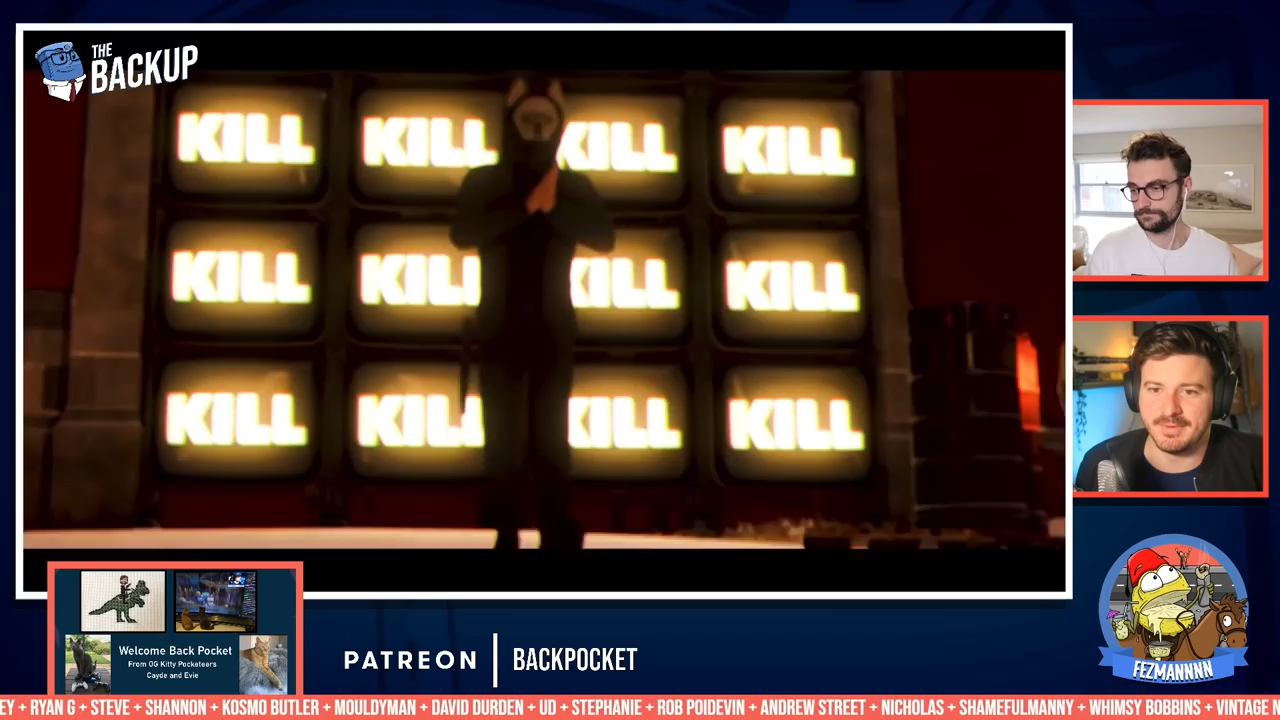 THE
BACKUP
KILL KILL KILL KILL
KILL KILL KILL KILL
KILL KILL KILL KILL
Welcome Back Pocket
From OG Kitty Pocketeers
Cayde and Evie
PATREON | BACKPOCKET
FEZMANNNN
EY + RYAN G + STEVE + SHANNON + KOSMO BUTLER + MOULDYMAN + DAVID DURDEN + UD + STEPHANIE + ROB POIDEVIN + ANDREW STREET + NICHOLAS + SHAMEFULMANNY + WHIMSY BOBBINS + VINTAGE